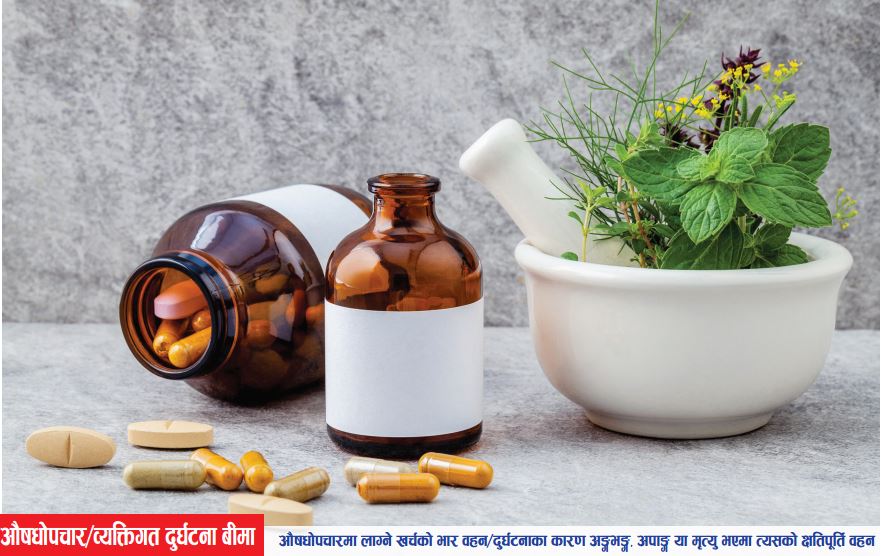 औषधोपचार/व्यक्तिगत दुर्घटना बीमा
औषधोपचारमा लाग्ने खर्चको भार वहन/दुर्घटनाका कारण अङ्गभङ्ग, अपाङ्ग या मृत्यु भएमा त्यसको क्षतिपूर्ति वहन